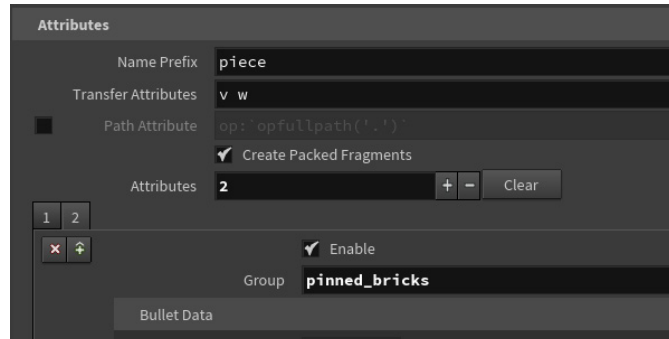 Attributes
Name Prefix piece
Transfer Attributes v w
Path Attribute op:`opfullpath('.')`
Create Packed Fragments
Attributes 2 + - Clear
1 2
Enable
Group pinned_bricks
Bullet Data